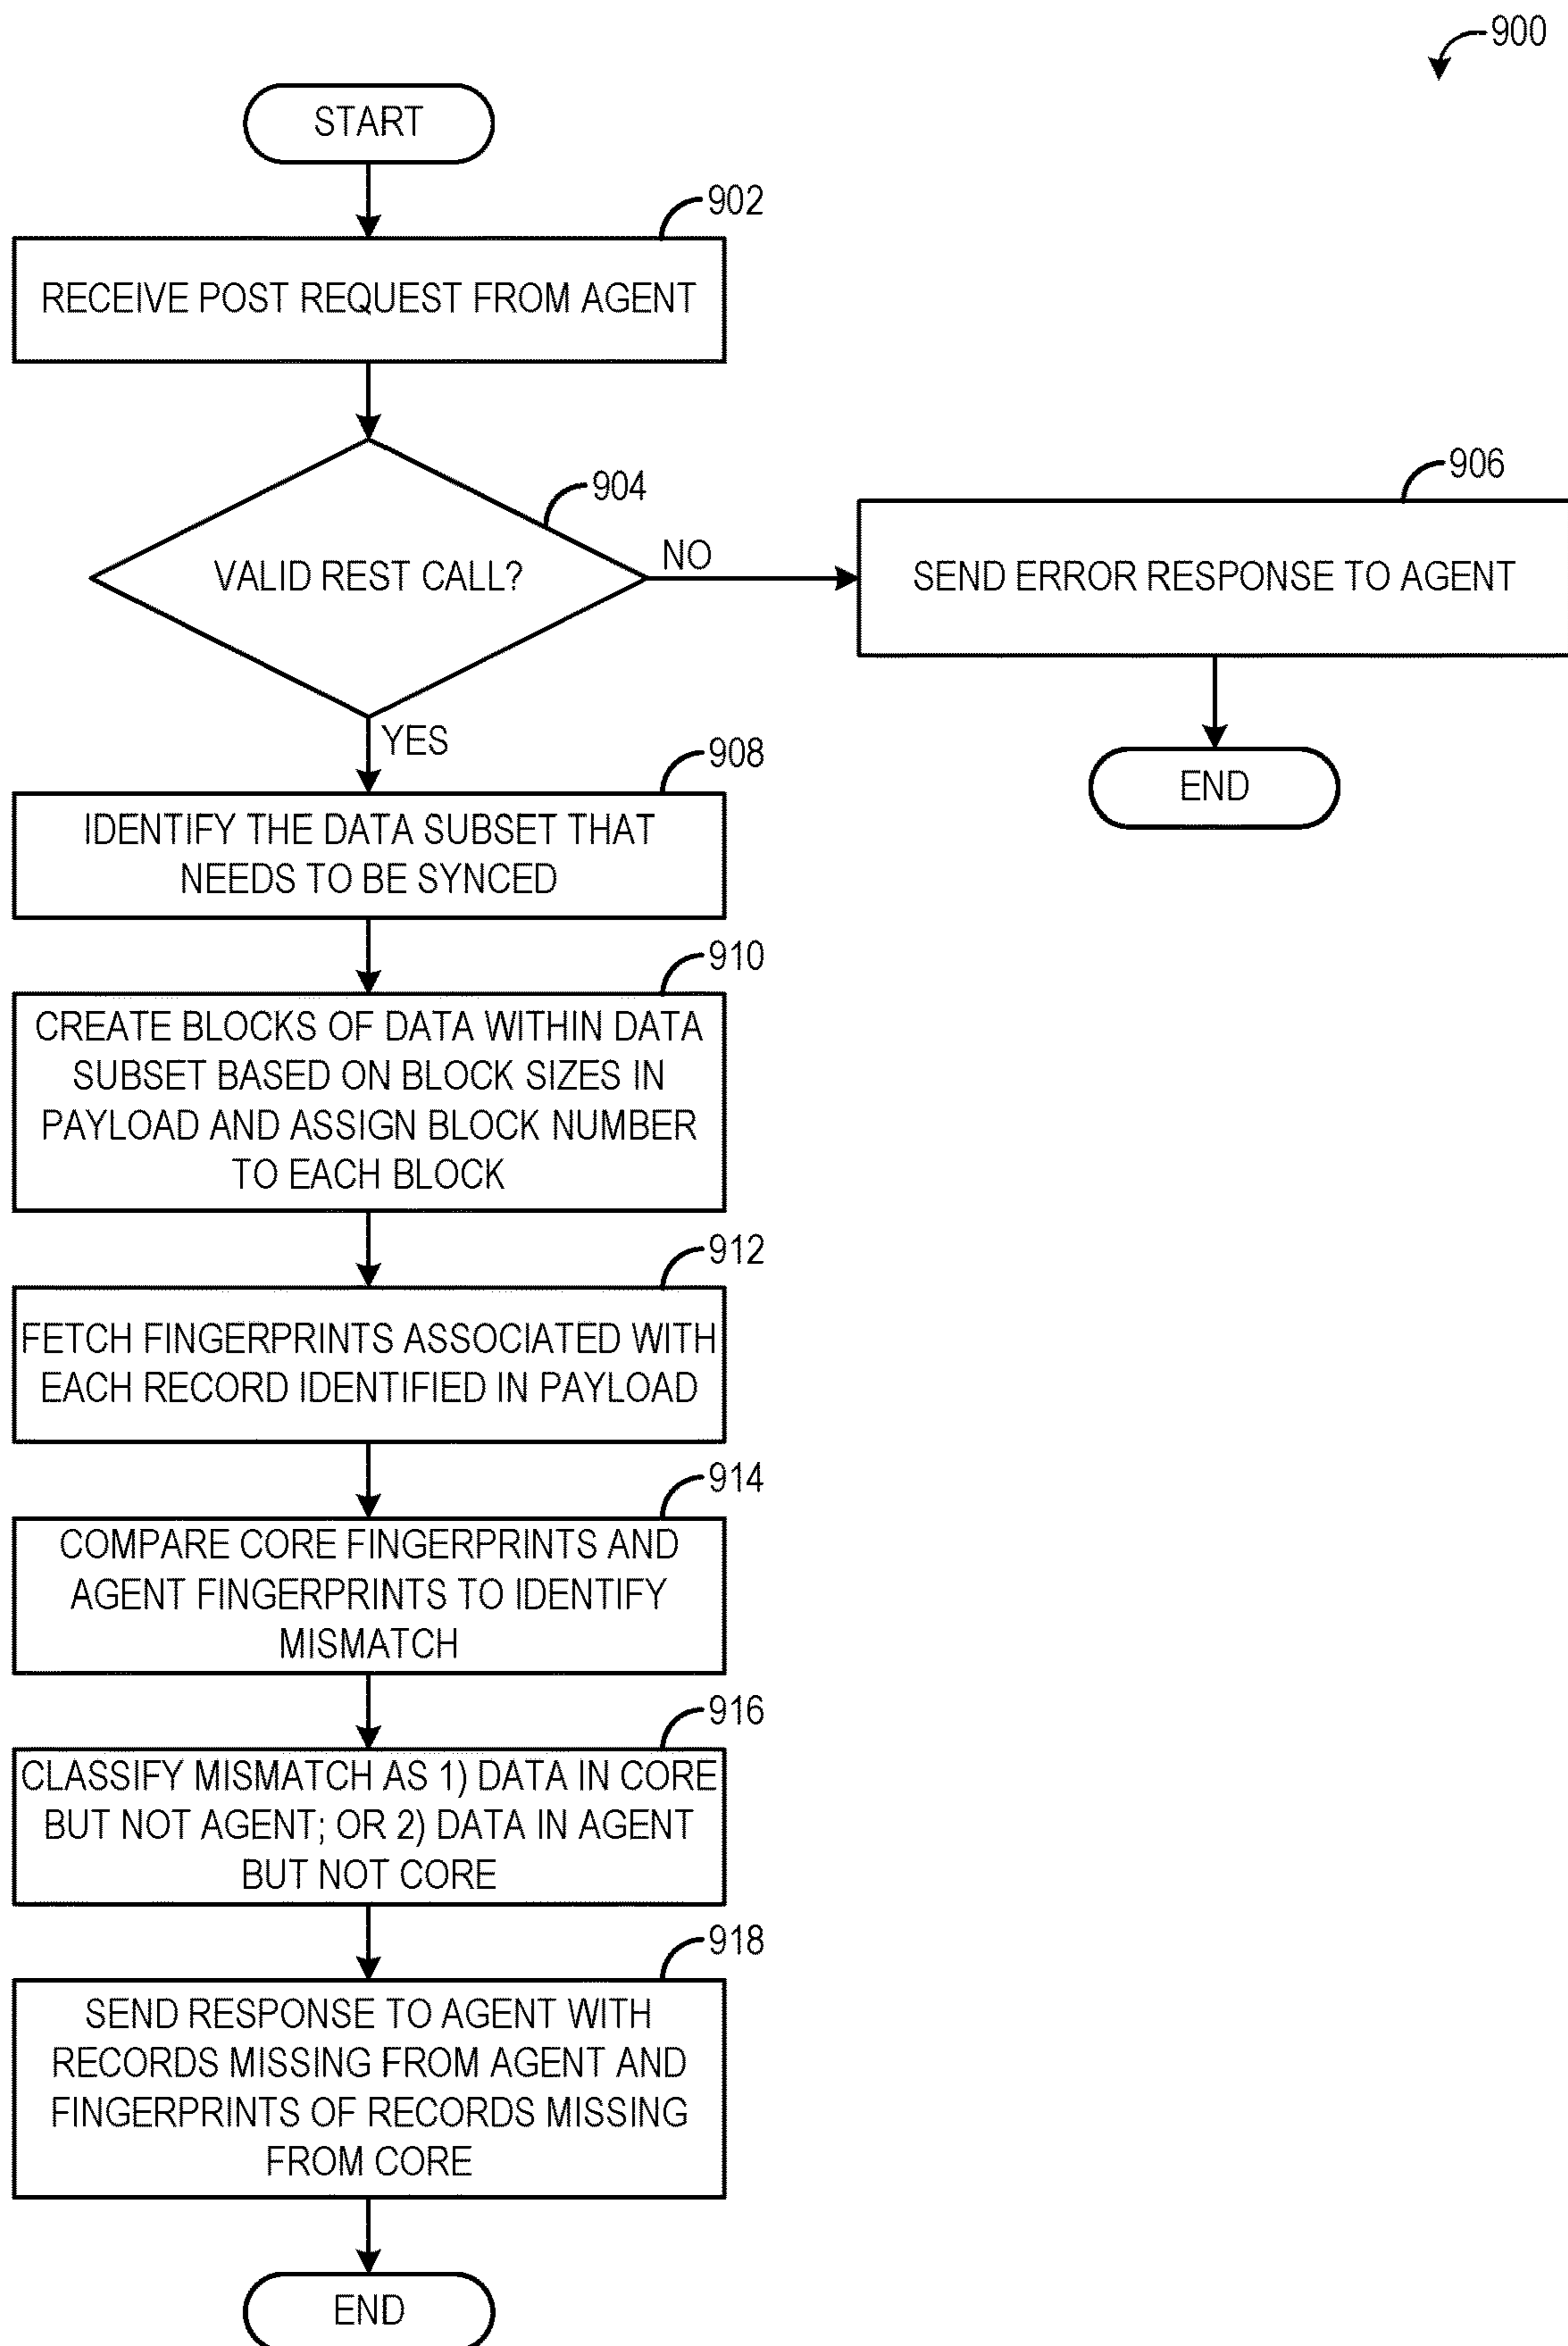 900
START
902
RECEIVE POST REQUEST FROM AGENT
904
VALID REST CALL?
NO
906
SEND ERROR RESPONSE TO AGENT
END
YES
908
IDENTIFY THE DATA SUBSET THAT
NEEDS TO BE SYNCED
910
CREATE BLOCKS OF DATA WITHIN DATA
SUBSET BASED ON BLOCK SIZES IN
PAYLOAD AND ASSIGN BLOCK NUMBER
TO EACH BLOCK
912
FETCH FINGERPRINTS ASSOCIATED WITH
EACH RECORD IDENTIFIED IN PAYLOAD
914
COMPARE CORE FINGERPRINTS AND
AGENT FINGERPRINTS TO IDENTIFY
MISMATCH
916
CLASSIFY MISMATCH AS 1) DATA IN CORE
BUT NOT AGENT; OR 2) DATA IN AGENT
BUT NOT CORE
918
SEND RESPONSE TO AGENT WITH
RECORDS MISSING FROM AGENT AND
FINGERPRINTS OF RECORDS MISSING
FROM CORE
END